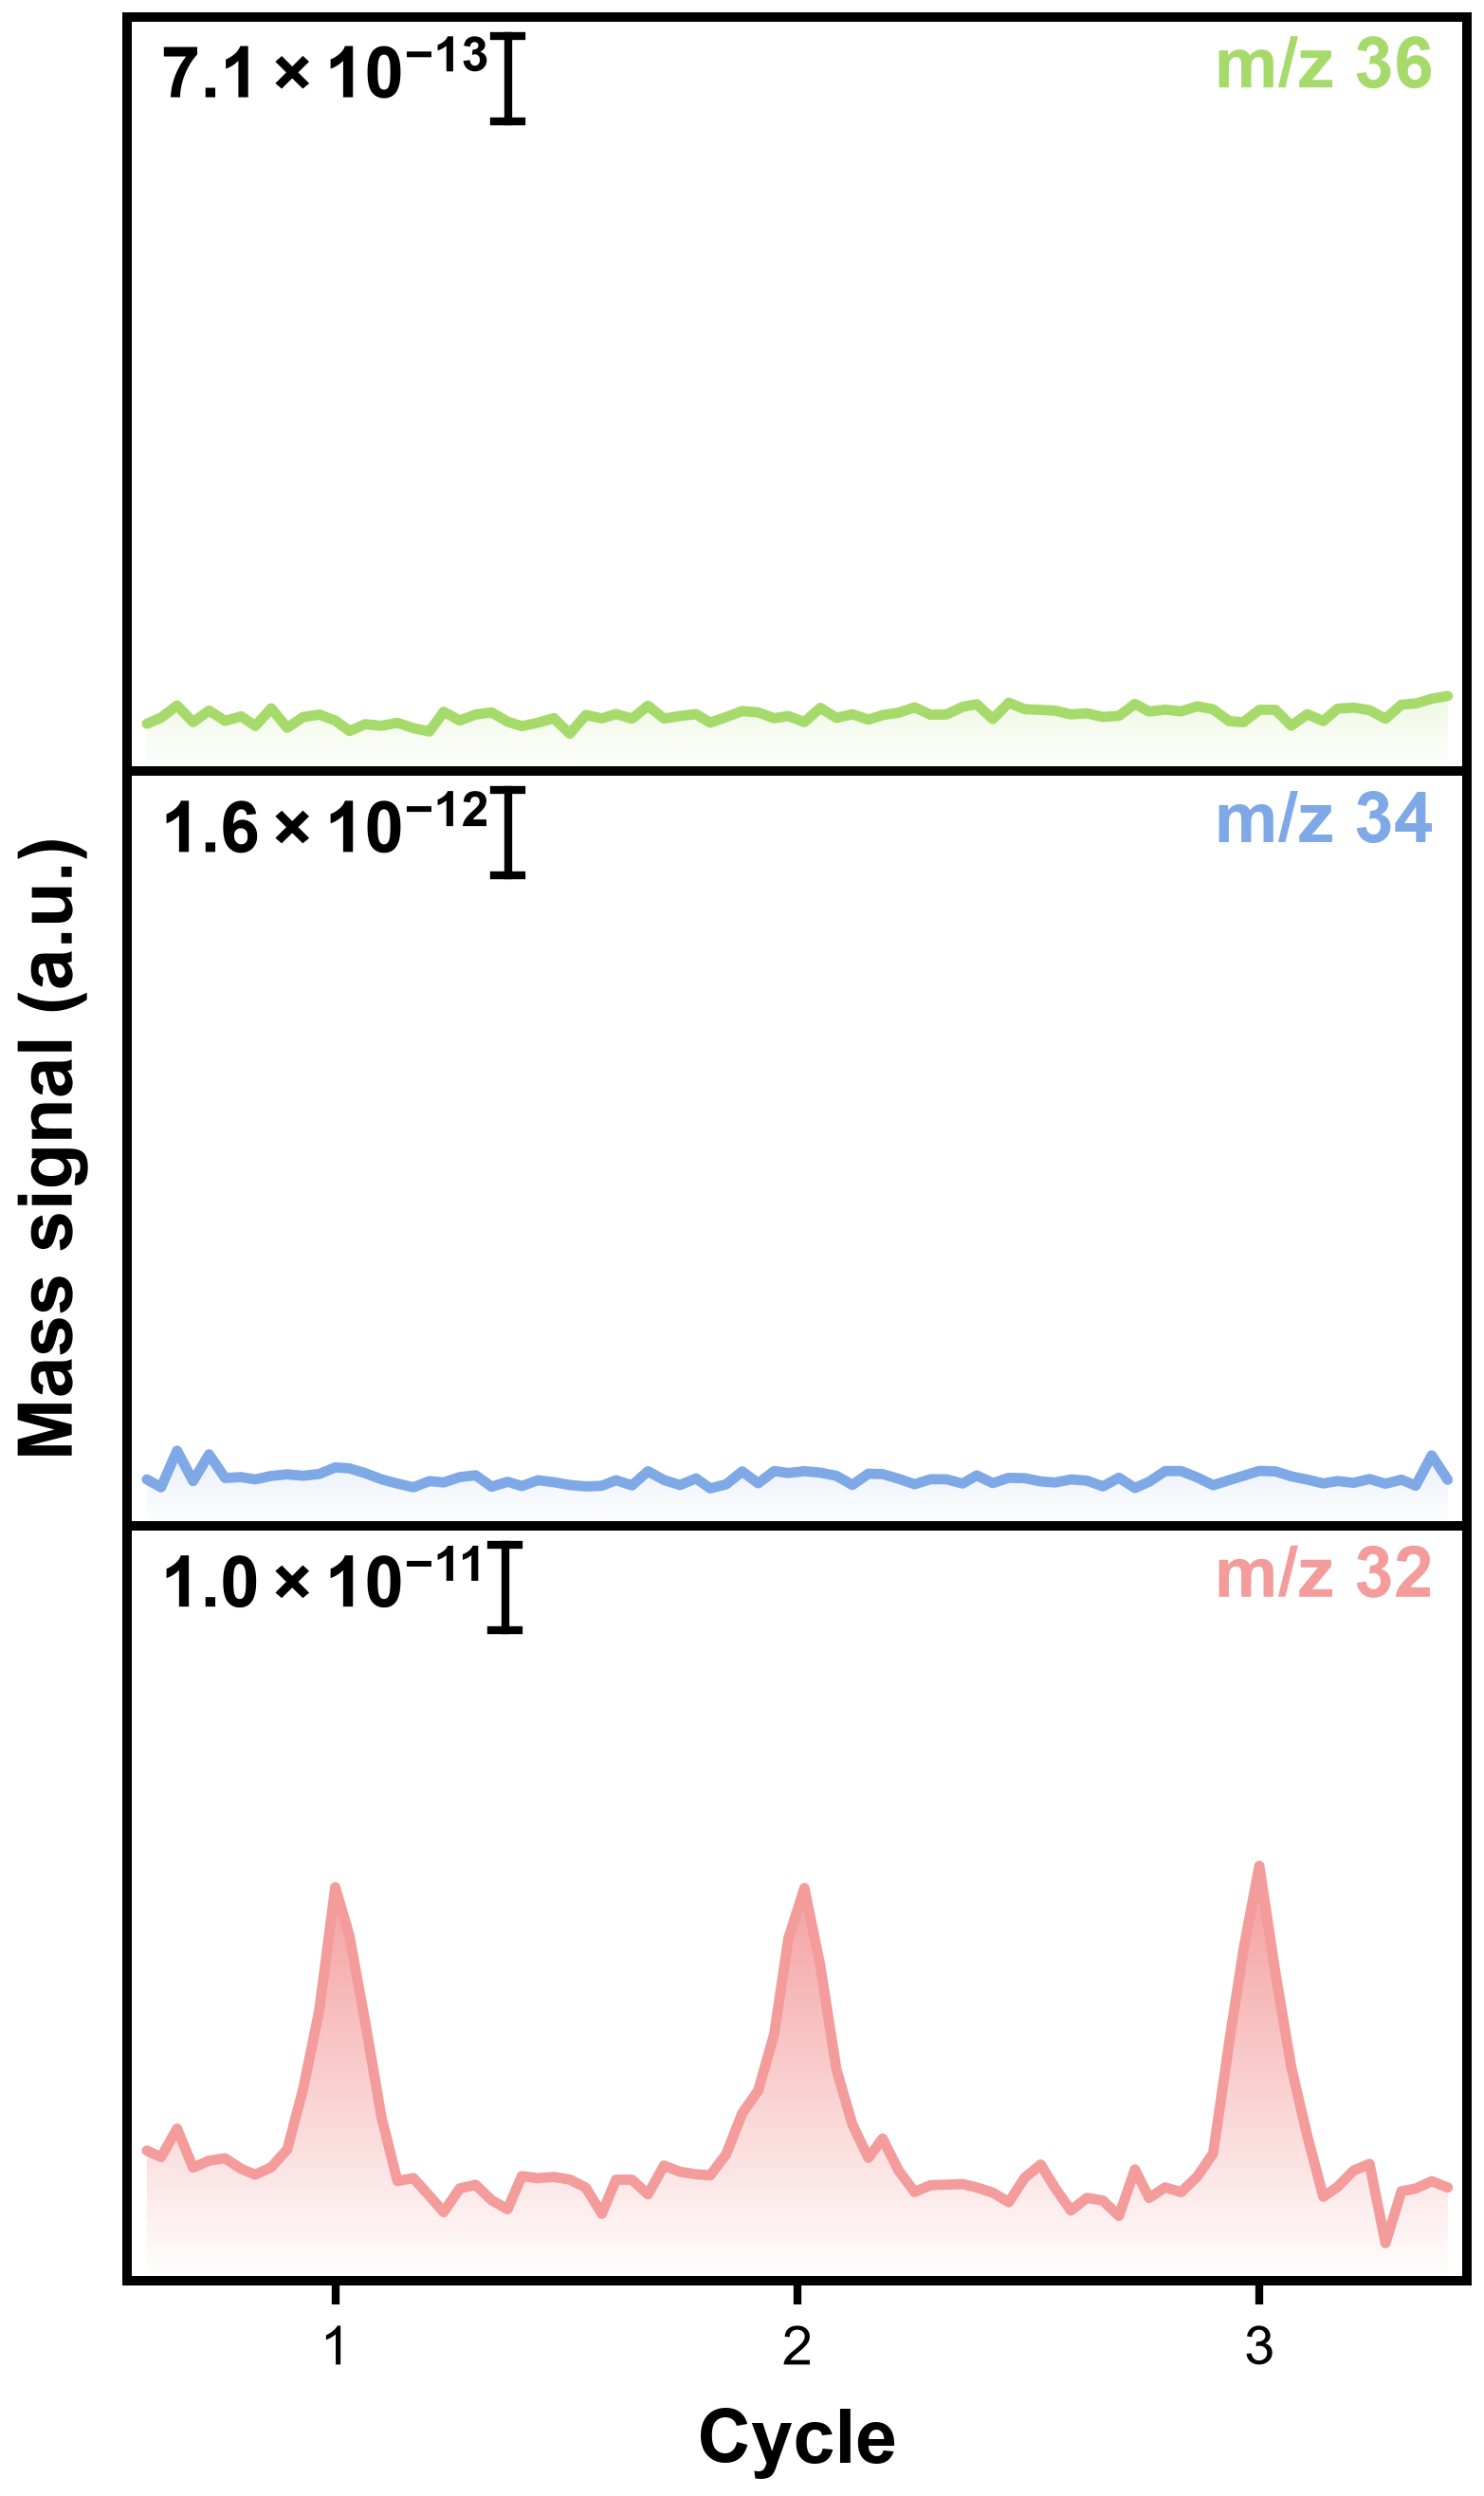 7.1 × 10⁻¹³
m/z 36
1.6 × 10⁻¹²
m/z 34
Mass signal (a.u.)
1.0 × 10⁻¹¹
m/z 32
1 2 3
Cycle